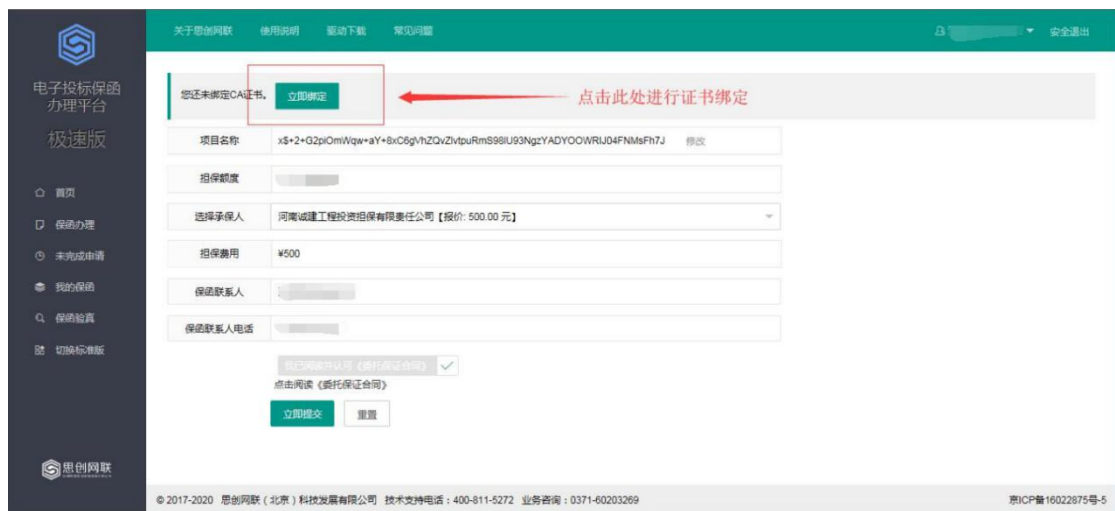 关于思创网联 使用说明 驱动下载 常见问题 安全退出
电子投标保函
办理平台
极速版
首页
保函办理
未完成申请
我的保函
保函验真
切换标准版
思创网联
您还未绑定CA证书。 立即绑定 点击此处进行证书绑定
项目名称 x$+2+G2piOmWqw+aY+8xC6gVhZQvZlvtpuRmS98IU93NgzYADYOOWRIJ04FNMsFh7J 修改
担保额度
选择承保人 河南诚建工程投资担保有限责任公司【报价: 500.00 元】
担保费用 ¥500
保函联系人
保函联系人电话
我已阅读并认可《委托保证合同》
点击阅读《委托保证合同》
立即提交 重置
© 2017-2020 思创网联（北京）科技发展有限公司 技术支持电话：400-811-5272 业务咨询：0371-60203269 京ICP备16022875号-5